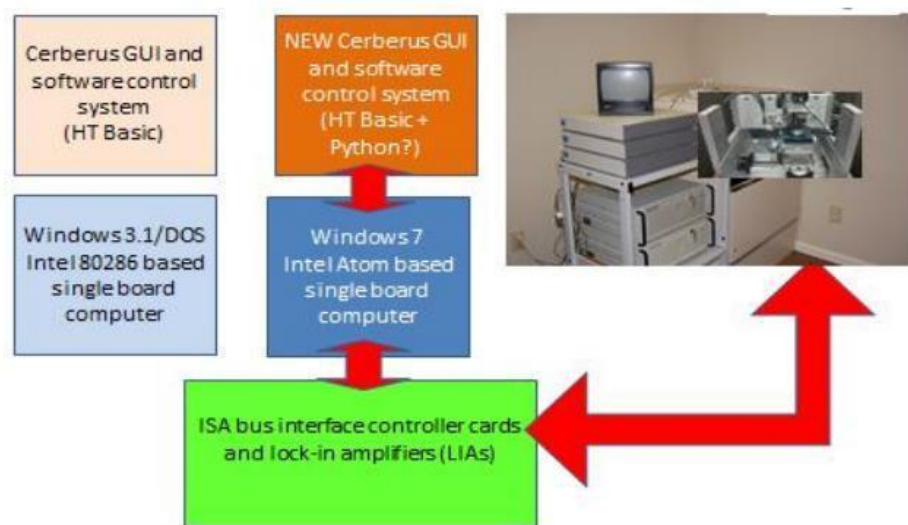 Cerberus GUI and
software control
system
(HT Basic)
NEW Cerberus GUI
and software
control system
(HT Basic +
Python?)
Windows 3.1/DOS
Intel 80286 based
single board
computer
Windows 7
Intel Atom based
single board
computer
ISA bus interface controller cards
and lock-in amplifiers (LIAs)